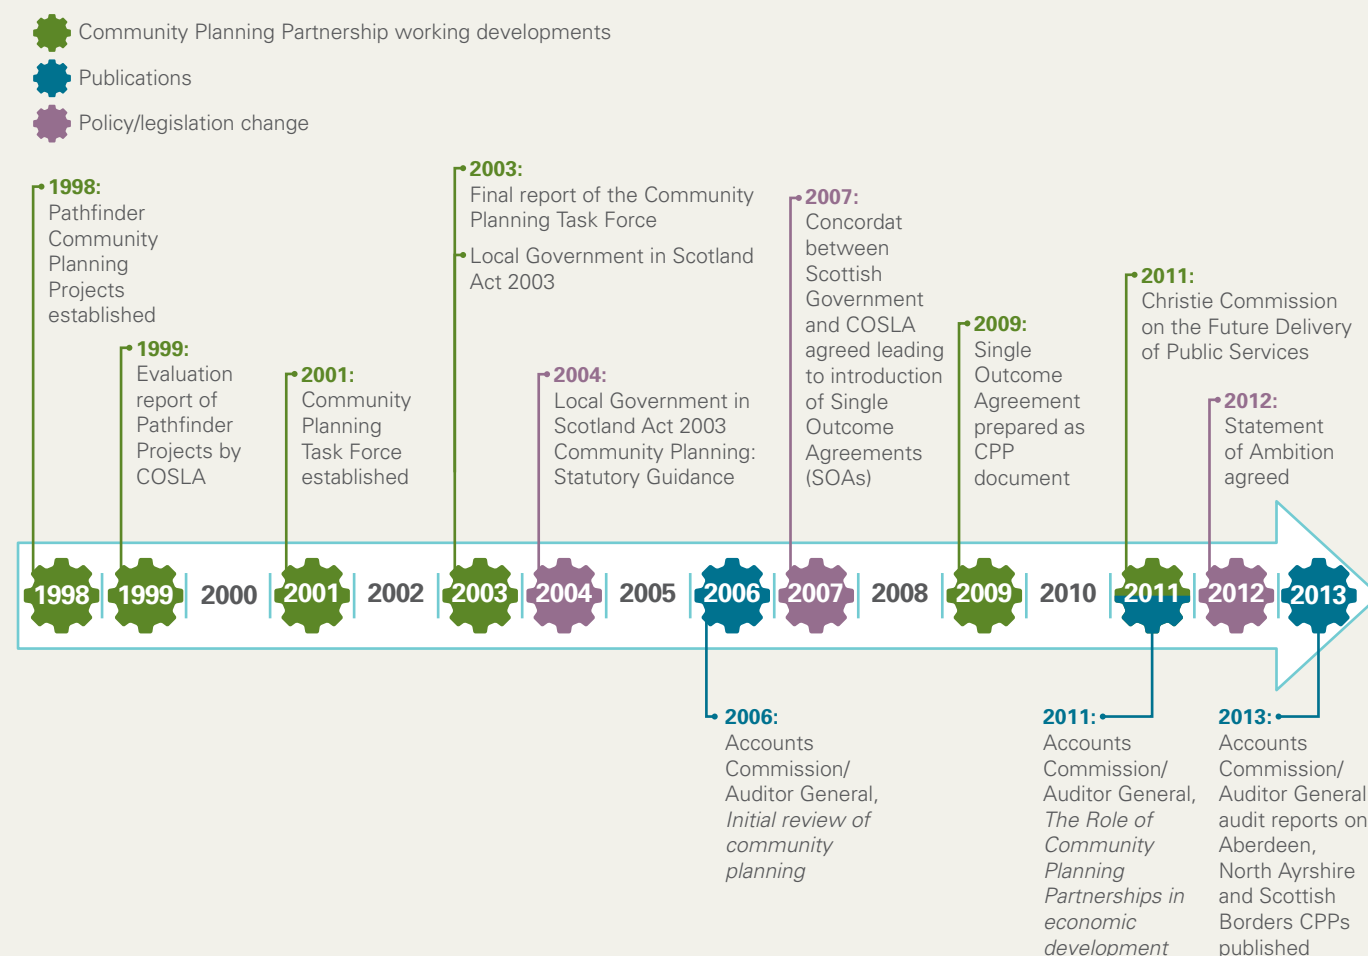 Community Planning Partnership working developments
Publications
Policy/legislation change
1998:
Pathfinder
Community
Planning
Projects
established
1999:
Evaluation
report of
Pathfinder
Projects by
COSLA
2001:
Community
Planning
Task Force
established
2003:
Final report of the Community
Planning Task Force
Local Government in Scotland
Act 2003
2004:
Local Government in
Scotland Act 2003
Community Planning:
Statutory Guidance
2007:
Concordat
between
Scottish
Government
and COSLA
agreed leading
to introduction
of Single
Outcome
Agreements
(SOAs)
2009:
Single
Outcome
Agreement
prepared as
CPP
document
2011:
Christie Commission
on the Future Delivery
of Public Services
2012:
Statement
of Ambition
agreed
1998 1999 2000 2001 2002 2003 2004 2005 2006 2007 2008 2009 2010 2011 2012 2013
2006:
Accounts
Commission/
Auditor General,
Initial review of
community
planning
2011:
Accounts
Commission/
Auditor General,
The Role of
Community
Planning
Partnerships in
economic
development
2013:
Accounts
Commission/
Auditor General
audit reports on
Aberdeen,
North Ayrshire
and Scottish
Borders CPPs
published